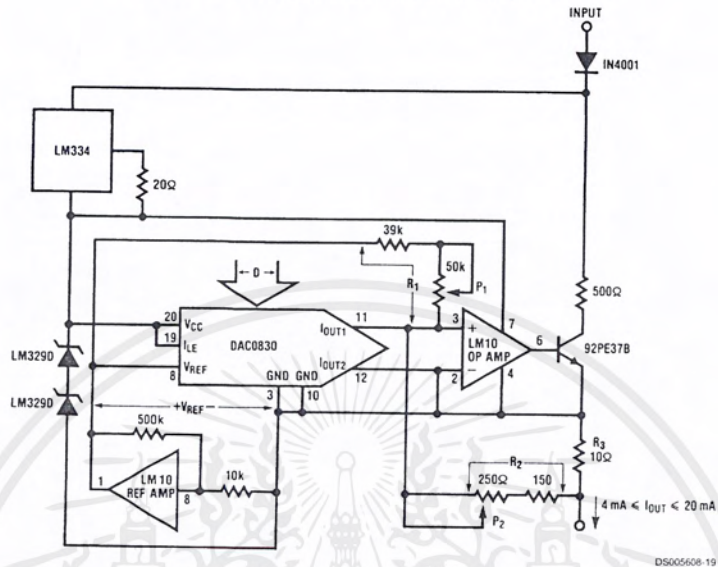 INPUT
IN4001
LM334
20Ω
39k
50k
P1
R1
D
500Ω
11
3
+
7
20
VCC
IOUT1
19
ILE
DAC0830
LM10
OP AMP
6
92PE37B
LM329D
VREF
IOUT2
8
GND GND
12
2
−
4
3
10
LM329D
+VREF−
500k
R3
10Ω
R2
1
LM10
REF AMP
8
10k
250Ω
150
P2
4 mA ⩽ IOUT ⩽ 20 mA
DS005608-19